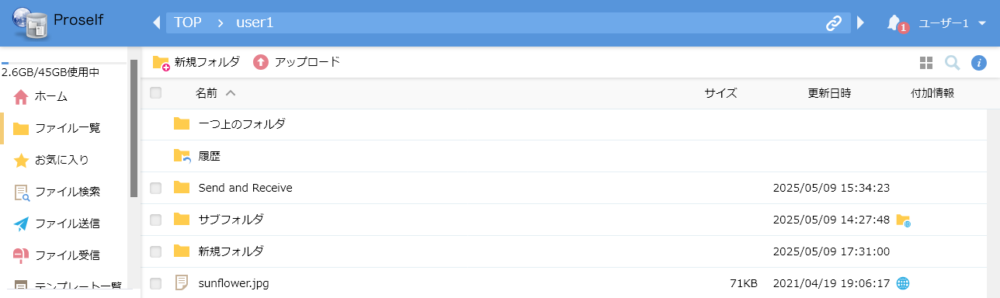 Proself
TOP > user1
1
ユーザー1
2.6GB/45GB使用中
ホーム
ファイル一覧
お気に入り
ファイル検索
ファイル送信
ファイル受信
テンプレート一覧
新規フォルダ アップロード
名前 サイズ 更新日時 付加情報
一つ上のフォルダ
履歴
Send and Receive 2025/05/09 15:34:23
サブフォルダ 2025/05/09 14:27:48
新規フォルダ 2025/05/09 17:31:00
sunflower.jpg 71KB 2021/04/19 19:06:17